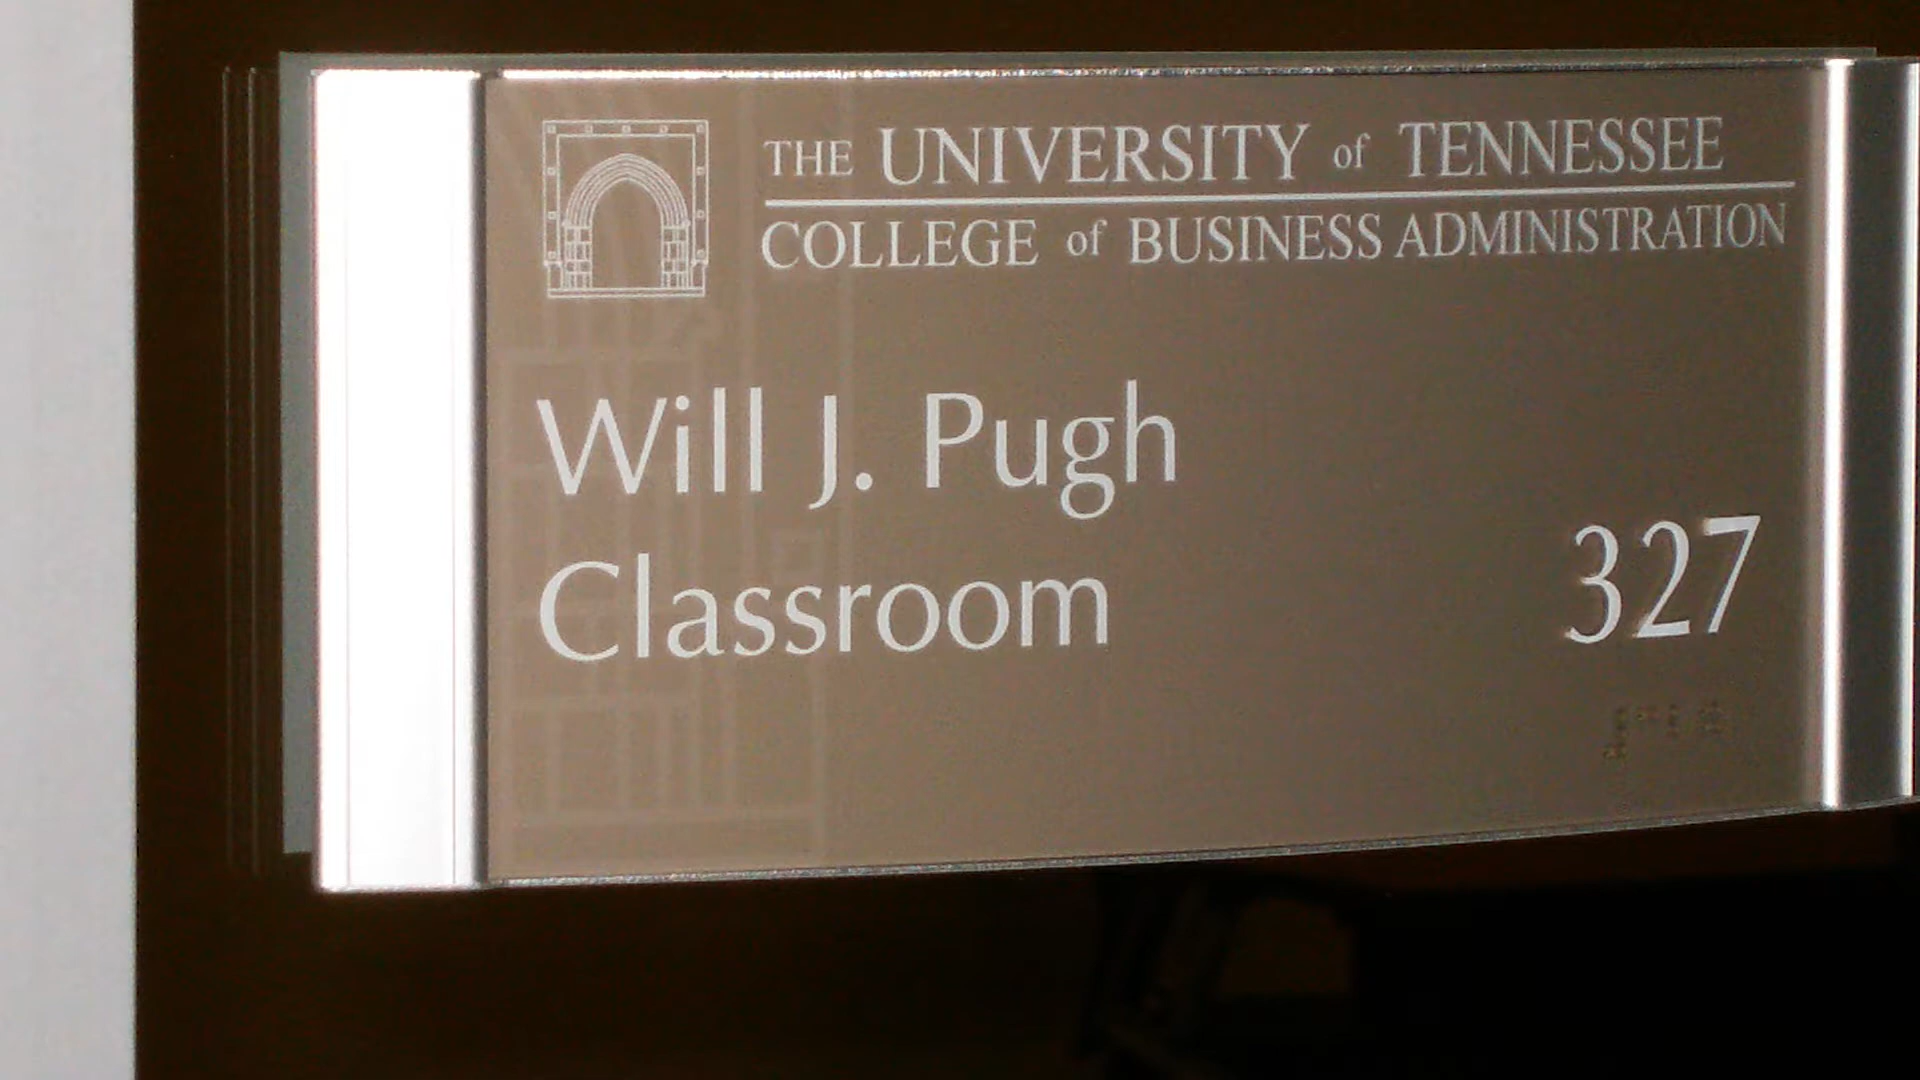 THE UNIVERSITY of TENNESSEE
COLLEGE of BUSINESS ADMINISTRATION
Will J. Pugh
Classroom
327